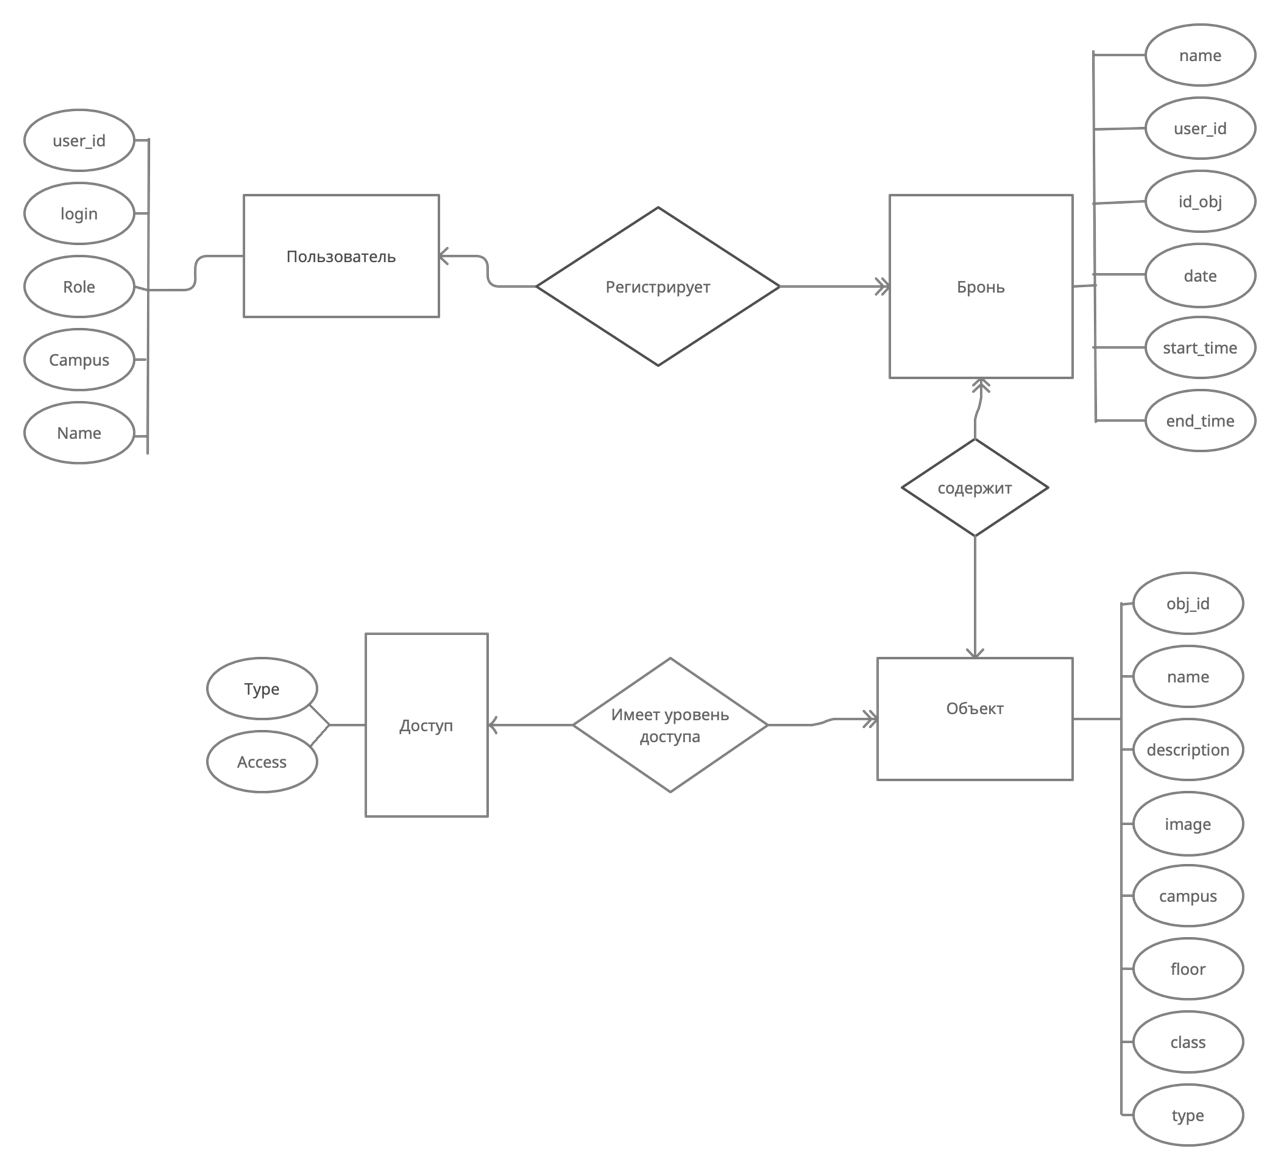 name
user_id
id_obj
date
start_time
end_time
user_id
login
Role
Campus
Name
Пользователь
Регистрирует
Бронь
содержит
Type
Access
Доступ
Имеет уровень
доступа
Объект
obj_id
name
description
image
campus
floor
class
type